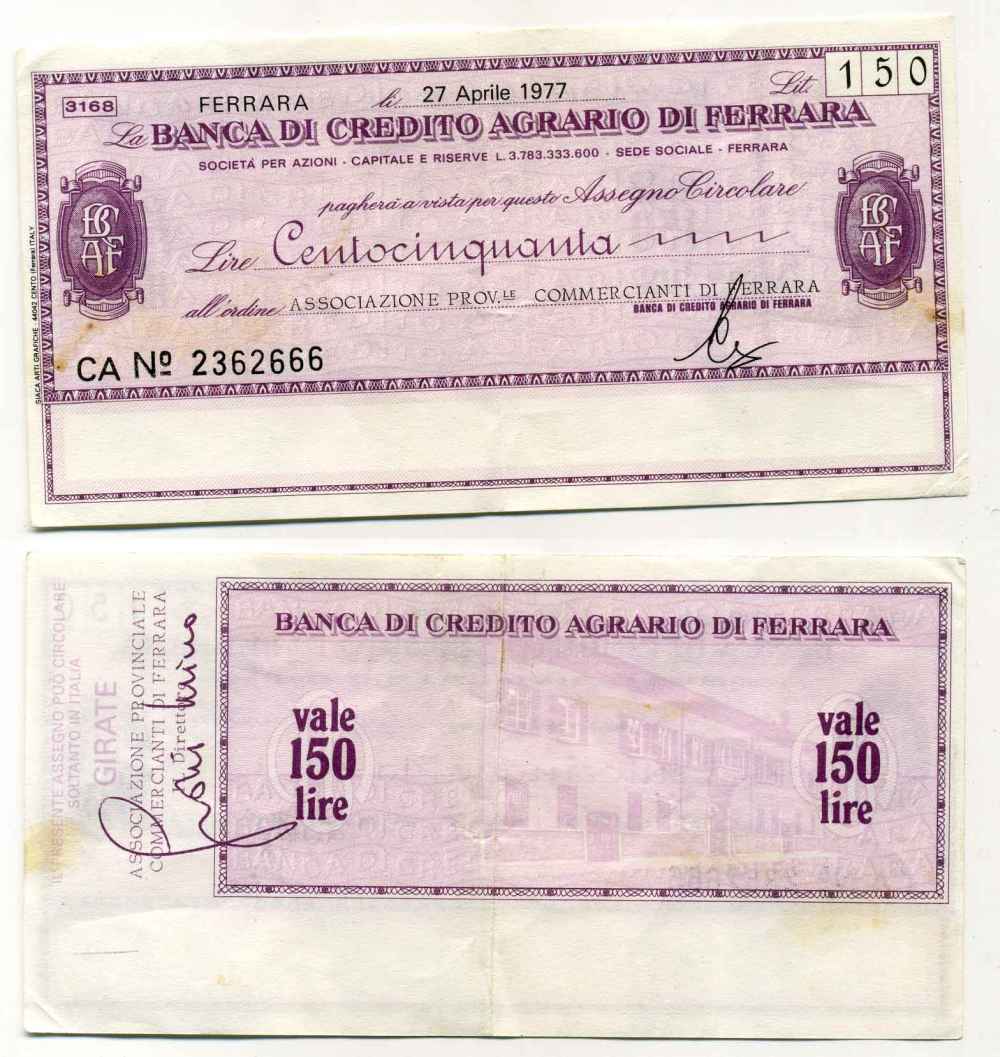 3168 FERRARA li 27 Aprile 1977 Lit. 150
La BANCA DI CREDITO AGRARIO DI FERRARA
SOCIETÀ PER AZIONI - CAPITALE E RISERVE L. 3.783.333.600 - SEDE SOCIALE - FERRARA
pagherà a vista per questo Assegno Circolare
Lire Centocinquanta
all'ordine ASSOCIAZIONE PROV.LE COMMERCIANTI DI FERRARA
BANCA DI CREDITO AGRARIO DI FERRARA
CA Nº 2362666
BCAF
BCAF
SIACA ARTI GRAFICHE - 44042 CENTO (Ferrara) ITALY
IL PRESENTE ASSEGNO PUÒ CIRCOLARE
SOLTANTO IN ITALIA
GIRATE
ASSOCIAZIONE PROVINCIALE
COMMERCIANTI DI FERRARA
Direttore
BANCA DI CREDITO AGRARIO DI FERRARA
vale
150
lire
vale
150
lire